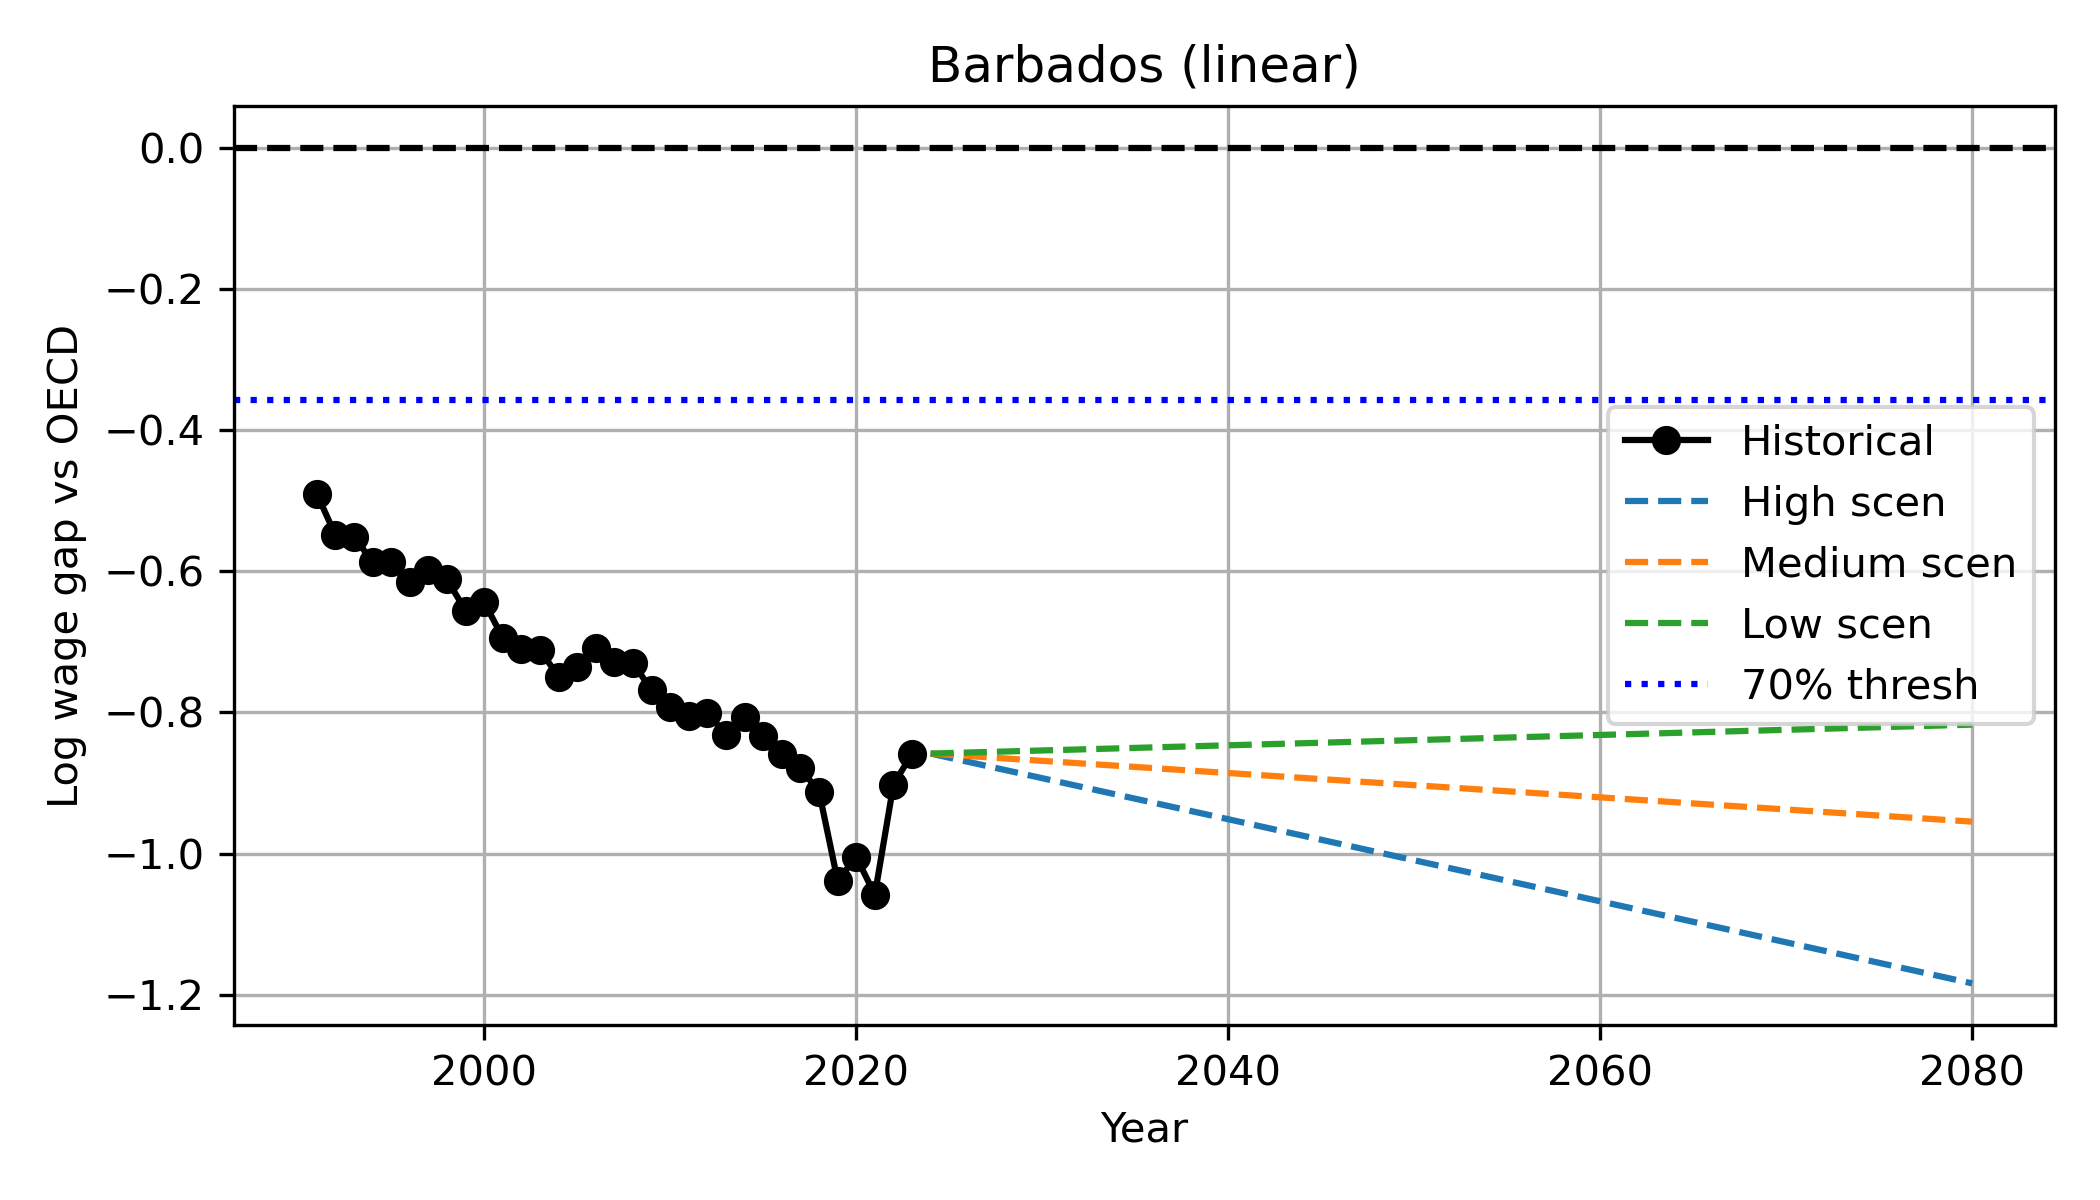 Barbados (linear)
Log wage gap vs OECD
0.0
−0.2
−0.4
−0.6
−0.8
−1.0
−1.2
Historical
High scen
Medium scen
Low scen
70% thresh
2000 2020 2040 2060 2080
Year